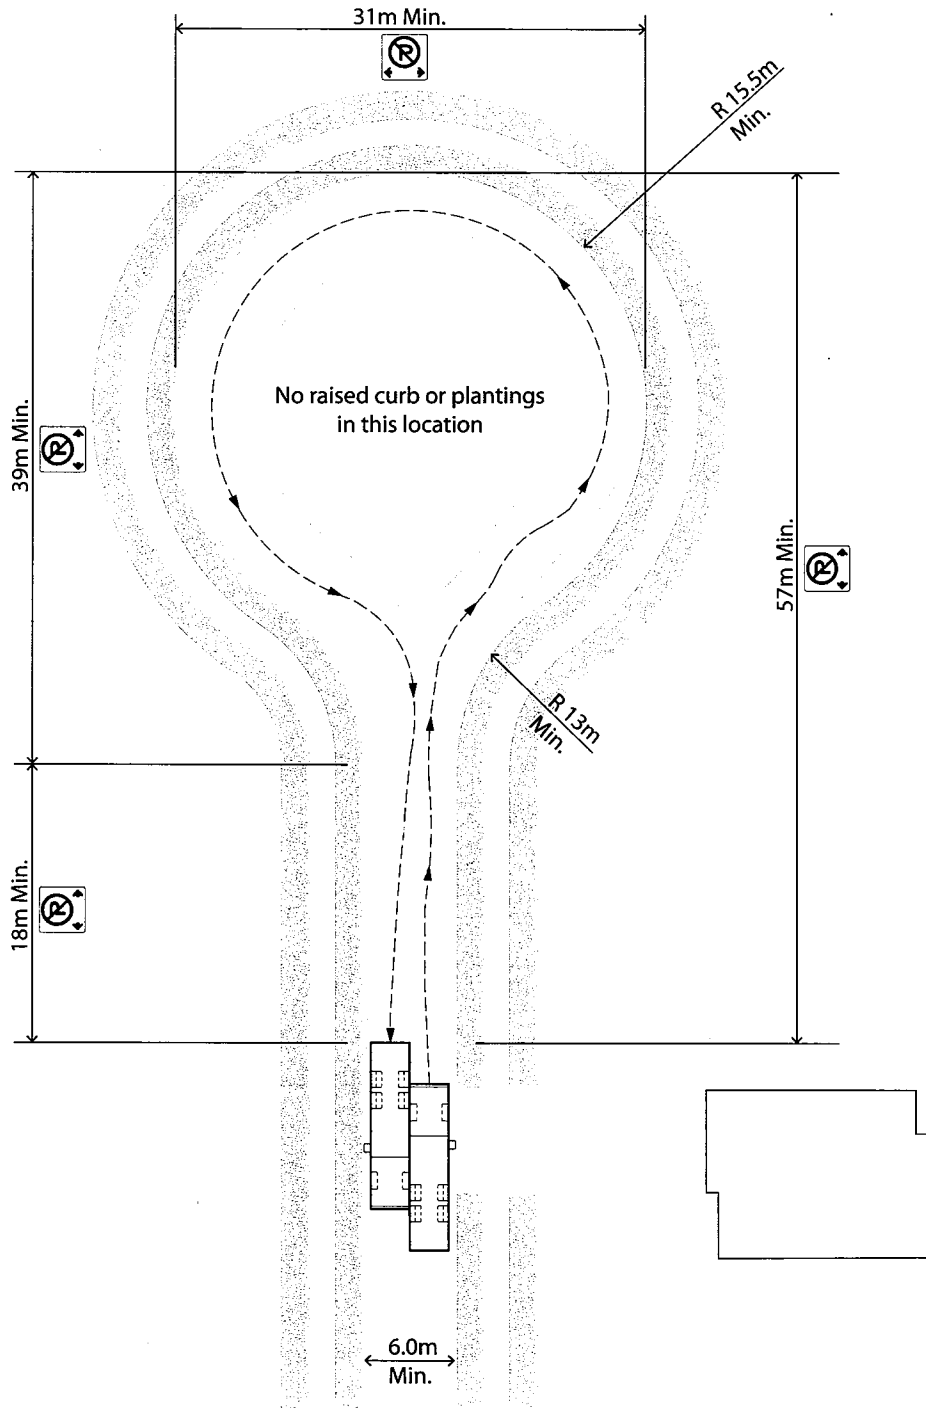 31m Min.
R 15.5m
Min.
No raised curb or plantings
in this location
39m Min.
57m Min.
R 13m
Min.
18m Min.
6.0m
Min.